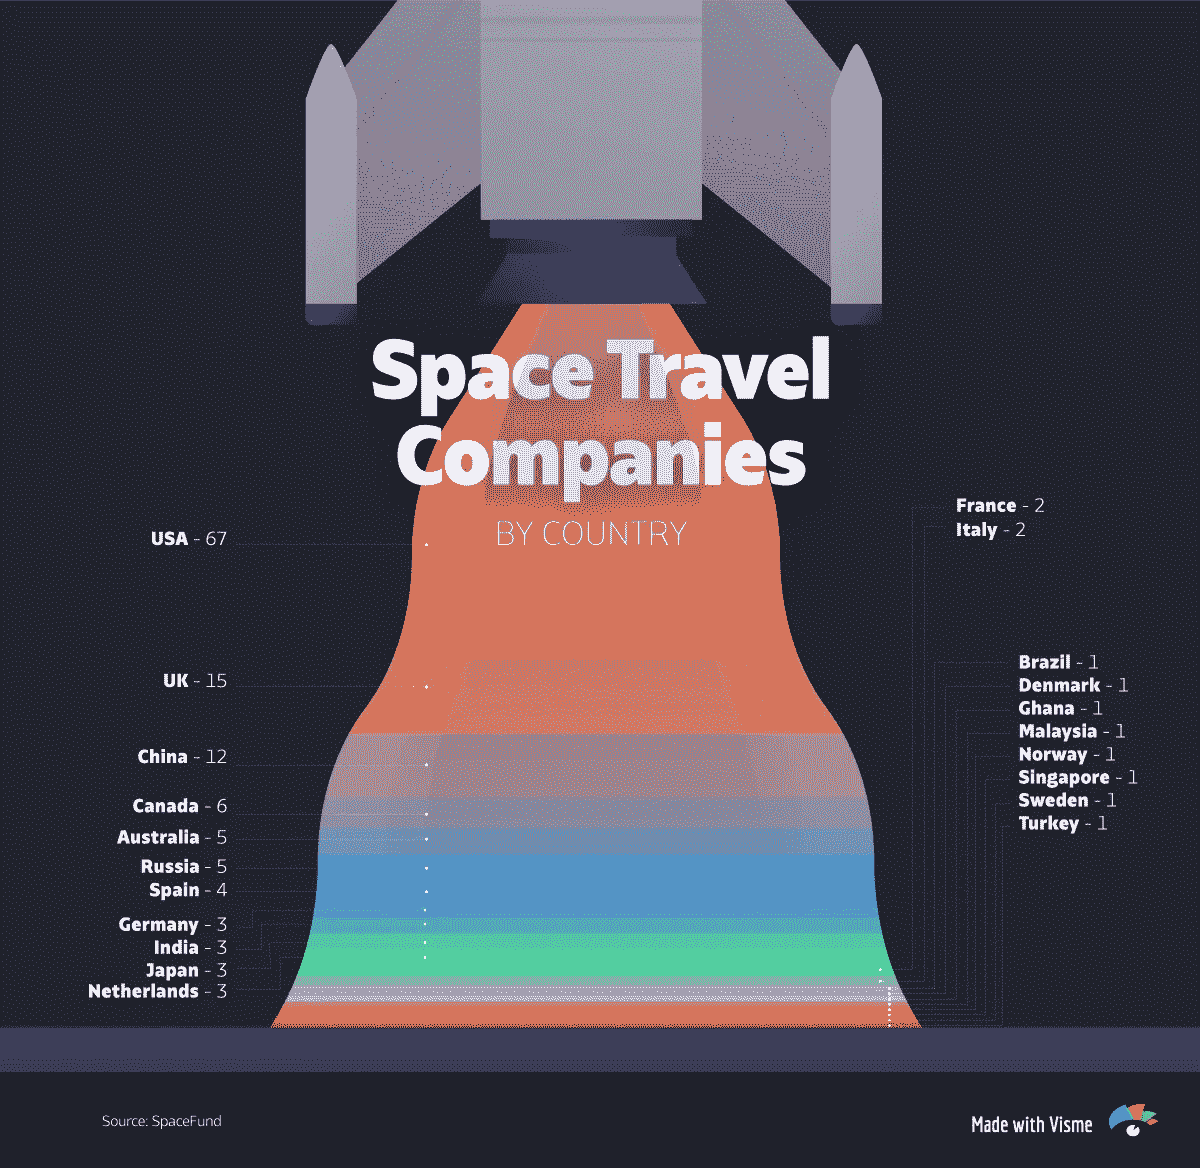 Space Travel
Companies
BY COUNTRY
USA - 67
UK - 15
China - 12
Canada - 6
Australia - 5
Russia - 5
Spain - 4
Germany - 3
India - 3
Japan - 3
Netherlands - 3
France - 2
Italy - 2
Brazil - 1
Denmark - 1
Ghana - 1
Malaysia - 1
Norway - 1
Singapore - 1
Sweden - 1
Turkey - 1
Source: SpaceFund
Made with Visme